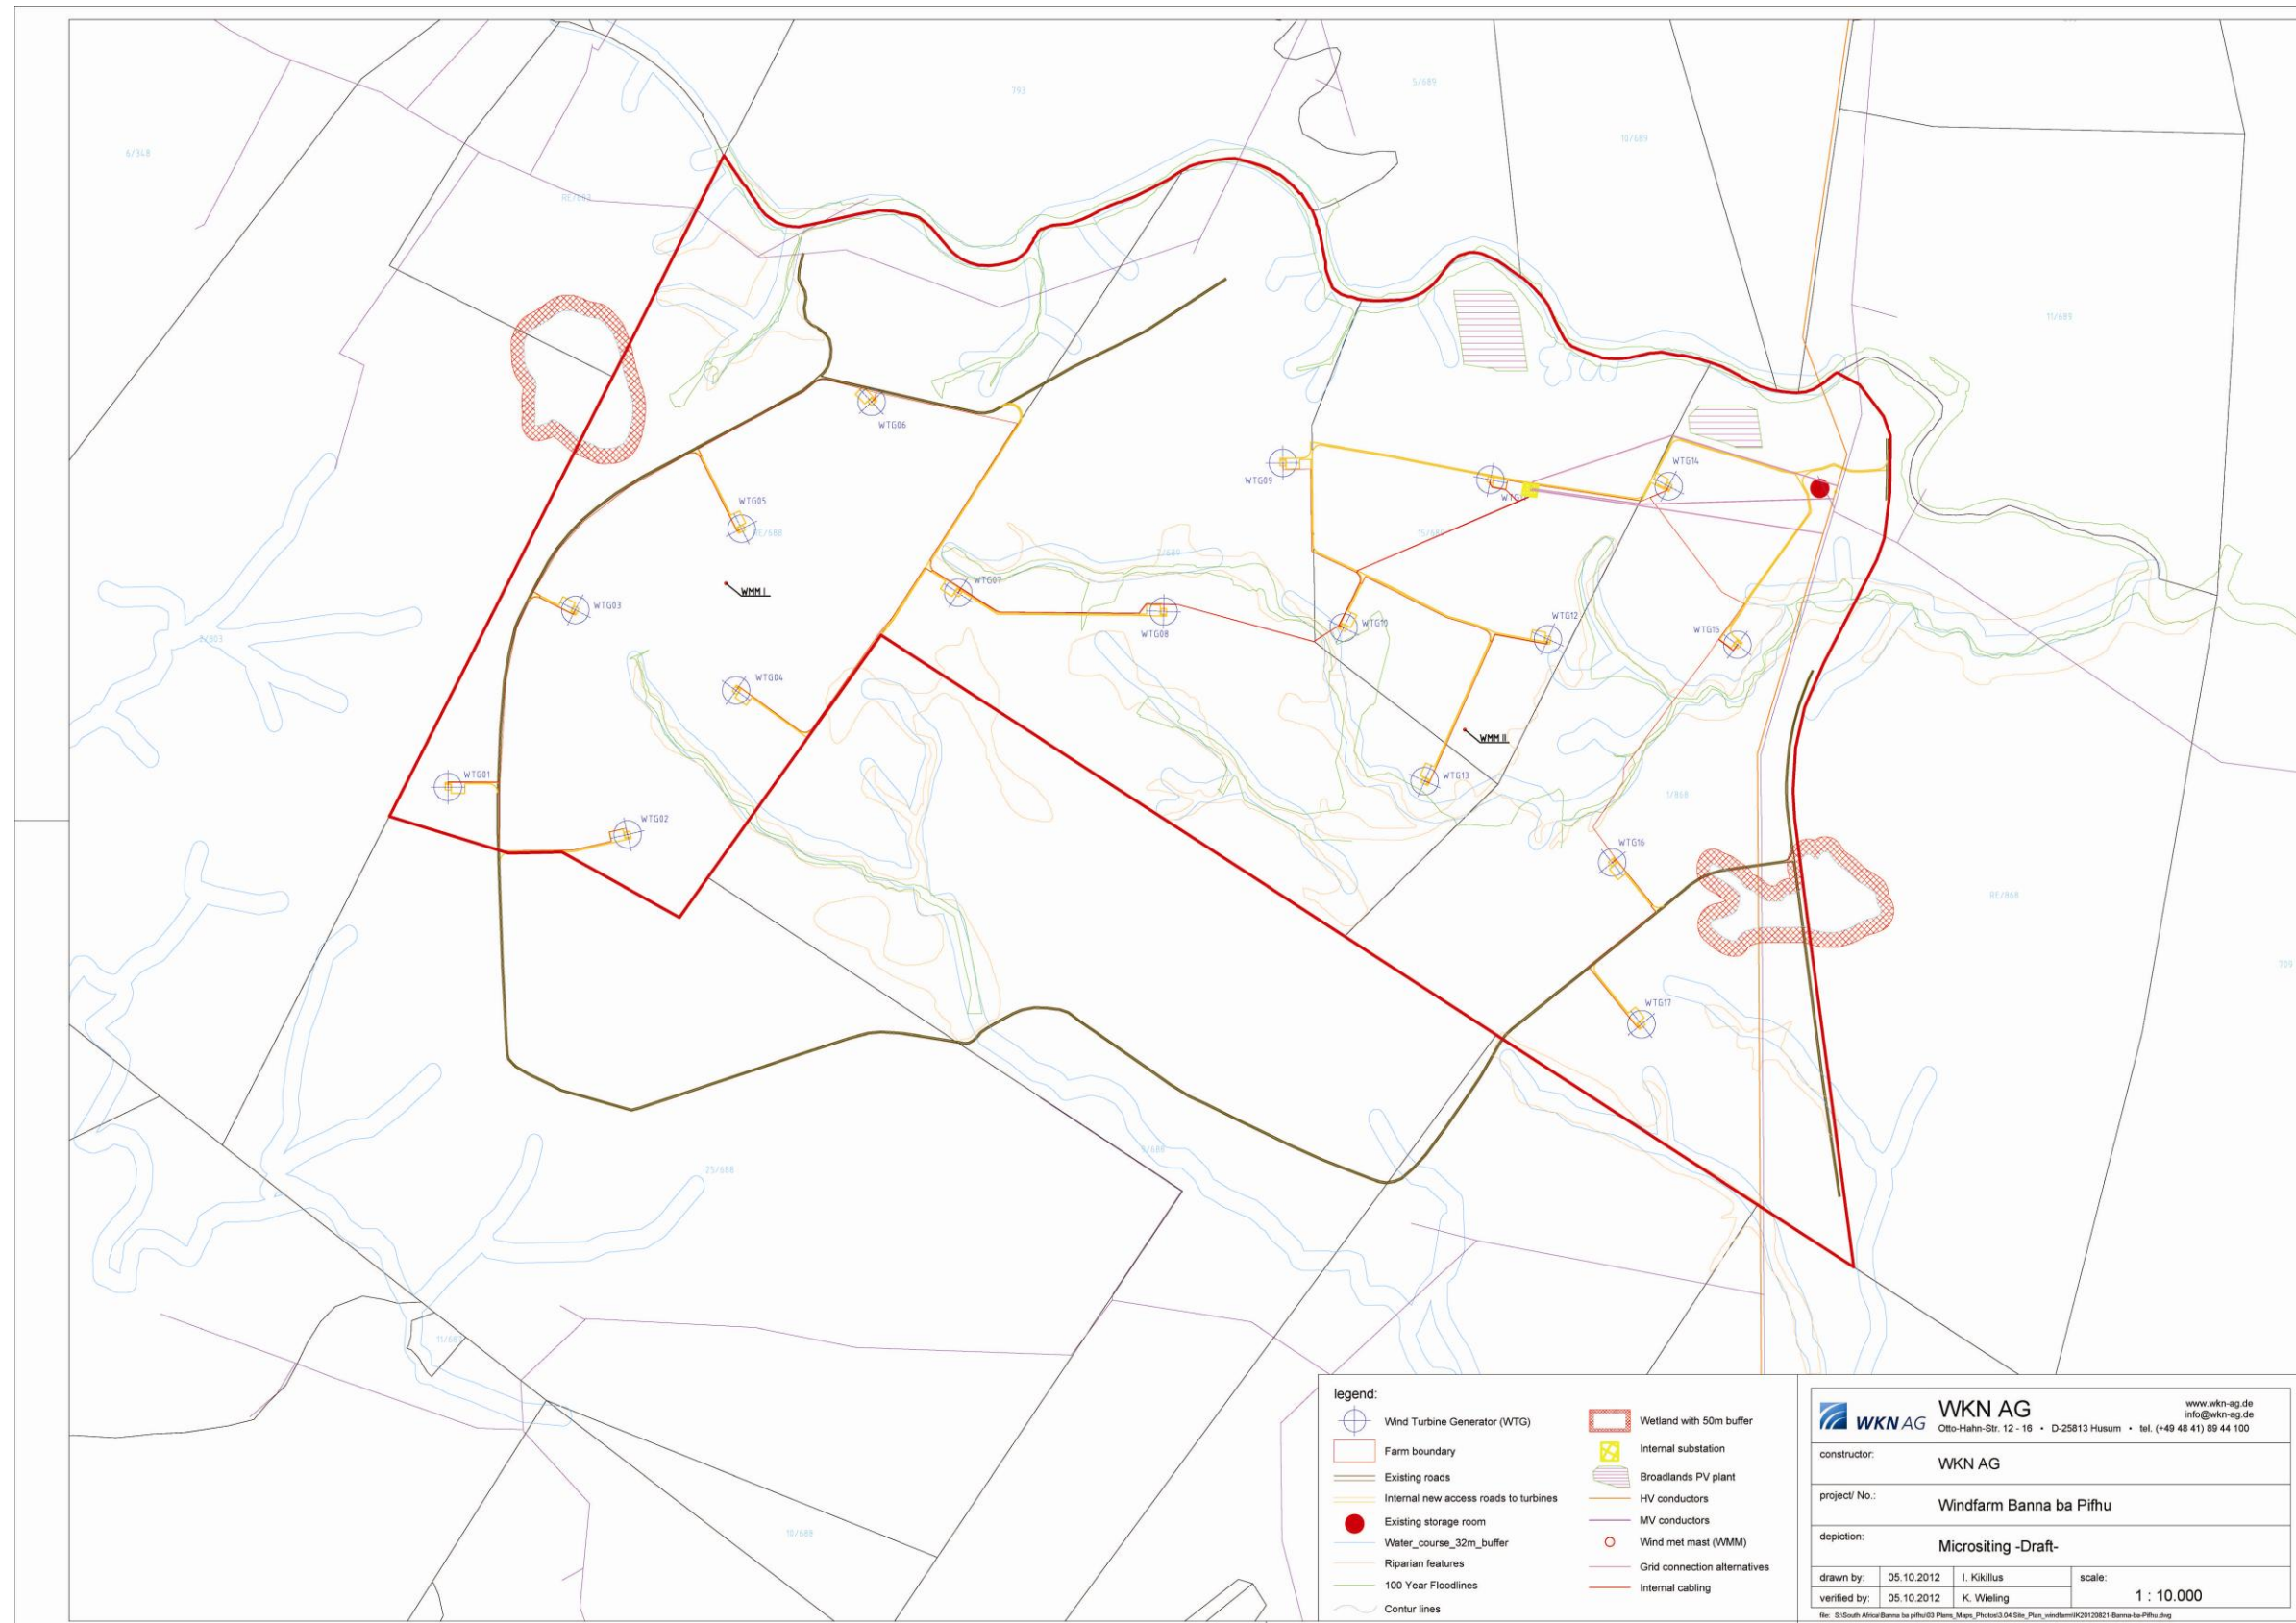 793
5/689
10/689
6/348
RE/803
11/689
WTG06
WTG09
WTG14
WTG05
RE/688
7/689
WMM I
WTG07
WTG03
WTG08
WTG10
WTG12
WTG15
2/803
WTG04
WMM II
WTG01
WTG13
1/868
WTG02
WTG16
RE/868
WTG17
25/688
10/688
legend:
Wind Turbine Generator (WTG)
Farm boundary
Existing roads
Internal new access roads to turbines
Existing storage room
Water_course_32m_buffer
Riparian features
100 Year Floodlines
Contur lines
Wetland with 50m buffer
Internal substation
Broadlands PV plant
HV conductors
MV conductors
Wind met mast (WMM)
Grid connection alternatives
Internal cabling
WKN AG
WKN AG
www.wkn-ag.de
info@wkn-ag.de
Otto-Hahn-Str. 12 - 16 • D-25813 Husum • tel. (+49 48 41) 89 44 100
constructor:
WKN AG
project/ No.:
Windfarm Banna ba Pifhu
depiction:
Micrositing -Draft-
drawn by: 05.10.2012 I. Kikillus
verified by: 05.10.2012 K. Wieling
scale:
1 : 10.000